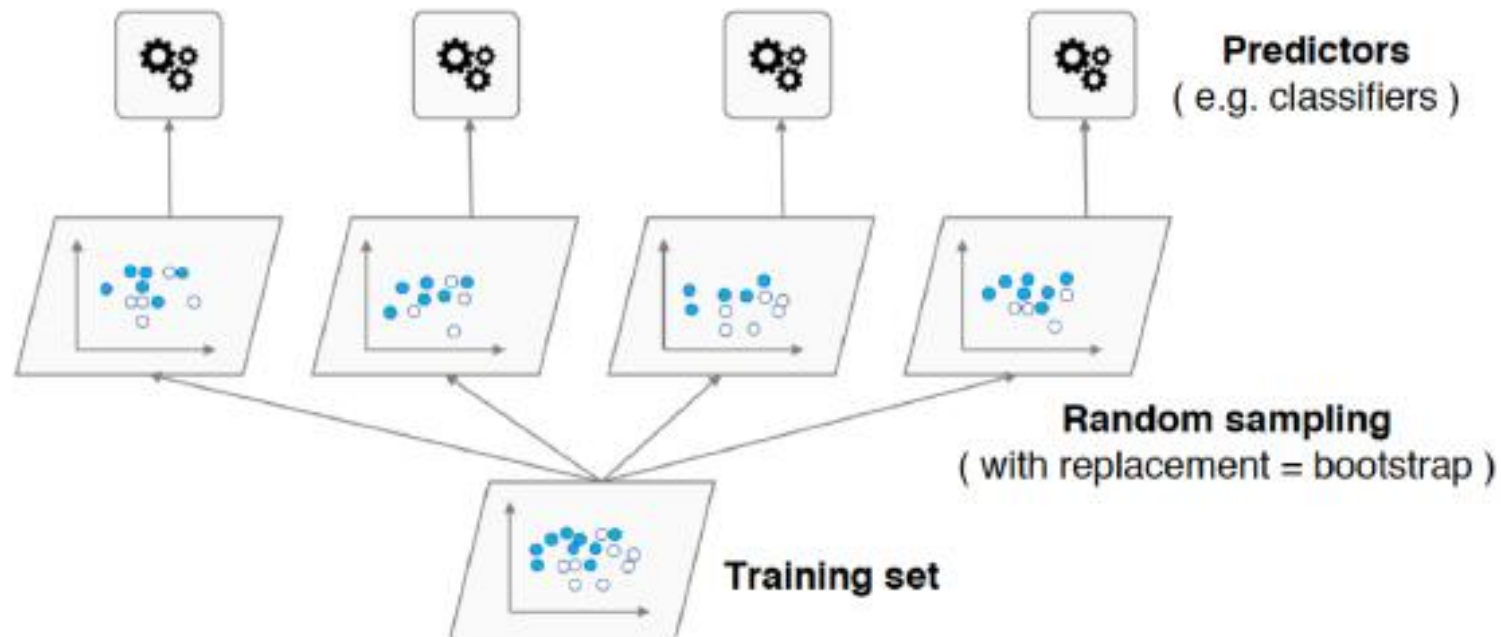 Predictors
( e.g. classifiers )
Random sampling
( with replacement = bootstrap )
Training set